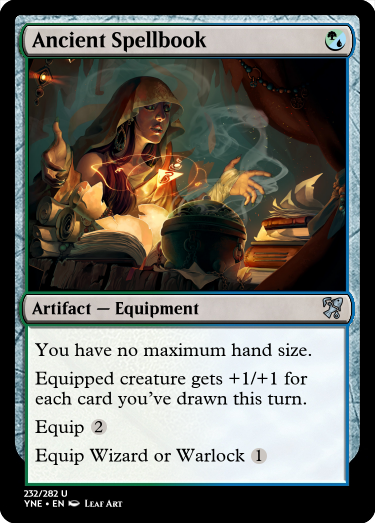 Ancient Spellbook
Artifact — Equipment
You have no maximum hand size.
Equipped creature gets +1/+1 for
each card you've drawn this turn.
Equip 2
Equip Wizard or Warlock 1
232/282 U
YNE • EN Leaf Art